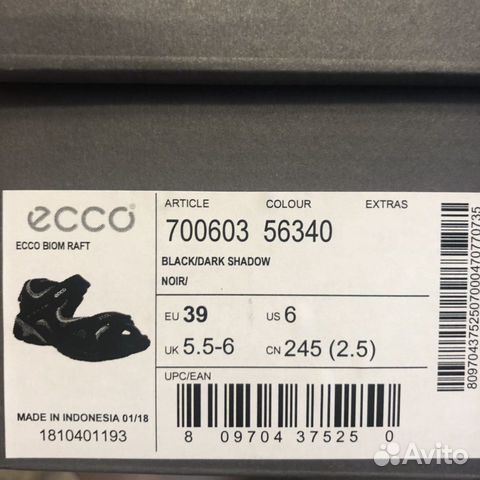 ecco
ECCO BIOM RAFT
MADE IN INDONESIA 01/18
1810401193
ARTICLE COLOUR EXTRAS
700603 56340
BLACK/DARK SHADOW
NOIR/
EU 39 US 6
UK 5.5-6 CN 245 (2.5)
UPC/EAN
8 09704 37525 0
809704375250700047077​0735
Avito